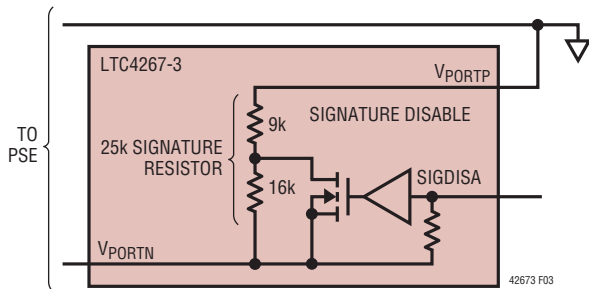 LTC4267-3
V_PORTP
9k
SIGNATURE DISABLE
TO
PSE
25k SIGNATURE
RESISTOR
16k
SIGDISA
V_PORTN
42673 F03